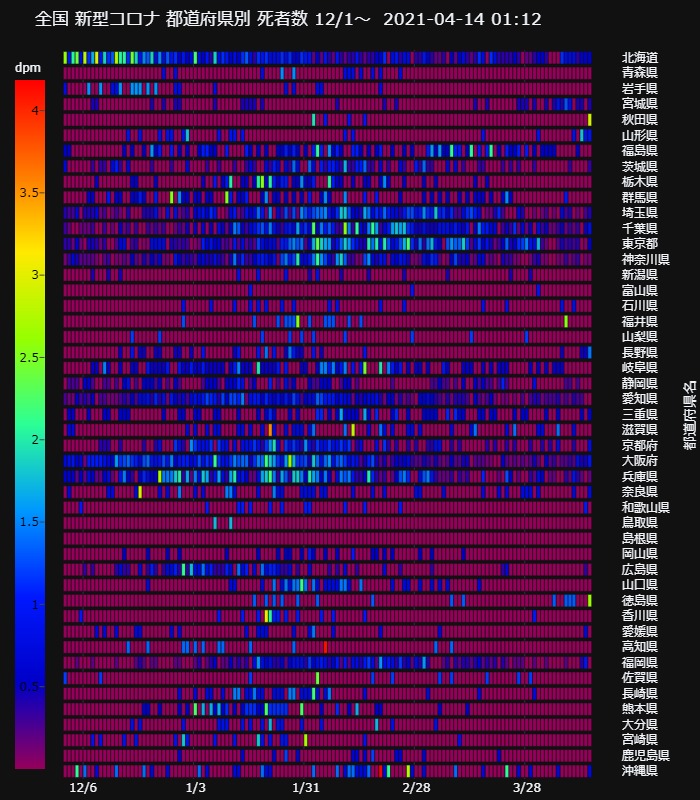 全国 新型コロナ 都道府県別 死者数 12/1～ 2021-04-14 01:12
dpm
4
3.5
3
2.5
2
1.5
1
0.5
北海道
青森県
岩手県
宮城県
秋田県
山形県
福島県
茨城県
栃木県
群馬県
埼玉県
千葉県
東京都
神奈川県
新潟県
富山県
石川県
福井県
山梨県
長野県
岐阜県
静岡県
愛知県
三重県
滋賀県
京都府
大阪府
兵庫県
奈良県
和歌山県
鳥取県
島根県
岡山県
広島県
山口県
徳島県
香川県
愛媛県
高知県
福岡県
佐賀県
長崎県
熊本県
大分県
宮崎県
鹿児島県
沖縄県
都道府県名
12/6 1/3 1/31 2/28 3/28